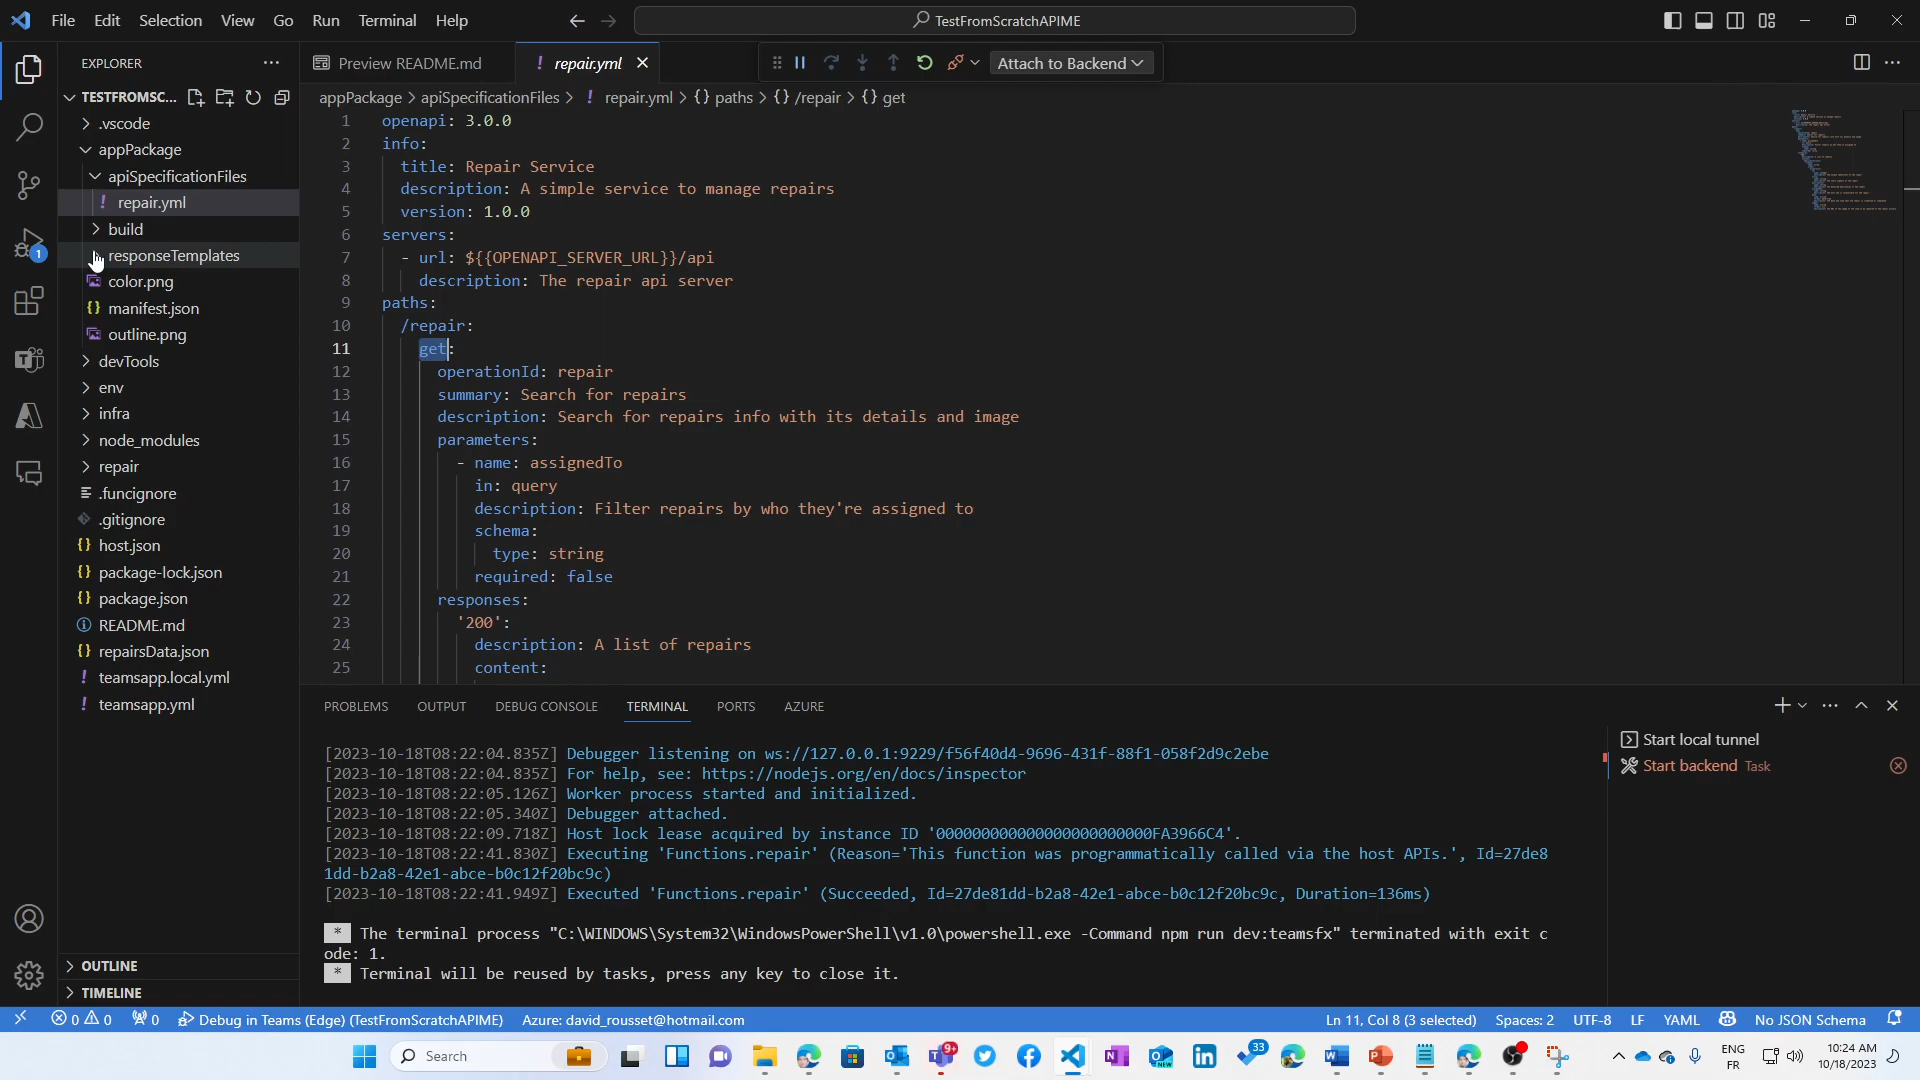 File Edit Selection View Go Run Terminal Help
TestFromScratchAPIME
EXPLORER
Preview README.md
! repair.yml
Attach to Backend
TESTFROMSC...
appPackage > apiSpecificationFiles > ! repair.yml > {} paths > {} /repair > {} get
.vscode
appPackage
apiSpecificationFiles
! repair.yml
build
responseTemplates
color.png
{} manifest.json
outline.png
devTools
env
infra
node_modules
repair
.funcignore
.gitignore
{} host.json
{} package-lock.json
{} package.json
README.md
{} repairsData.json
! teamsapp.local.yml
! teamsapp.yml
OUTLINE
TIMELINE
1
1 openapi: 3.0.0
2 info:
3 title: Repair Service
4 description: A simple service to manage repairs
5 version: 1.0.0
6 servers:
7 - url: ${{OPENAPI_SERVER_URL}}/api
8 description: The repair api server
9 paths:
10 /repair:
11 get:
12 operationId: repair
13 summary: Search for repairs
14 description: Search for repairs info with its details and image
15 parameters:
16 - name: assignedTo
17 in: query
18 description: Filter repairs by who they're assigned to
19 schema:
20 type: string
21 required: false
22 responses:
23 '200':
24 description: A list of repairs
25 content:
PROBLEMS OUTPUT DEBUG CONSOLE TERMINAL PORTS AZURE
[2023-10-18T08:22:04.835Z] Debugger listening on ws://127.0.0.1:9229/f56f40d4-9696-431f-88f1-058f2d9c2ebe
[2023-10-18T08:22:04.835Z] For help, see: https://nodejs.org/en/docs/inspector
[2023-10-18T08:22:05.126Z] Worker process started and initialized.
[2023-10-18T08:22:05.340Z] Debugger attached.
[2023-10-18T08:22:09.718Z] Host lock lease acquired by instance ID '000000000000000000000000FA3966C4'.
[2023-10-18T08:22:41.830Z] Executing 'Functions.repair' (Reason='This function was programmatically called via the host APIs.', Id=27de8
1dd-b2a8-42e1-abce-b0c12f20bc9c)
[2023-10-18T08:22:41.949Z] Executed 'Functions.repair' (Succeeded, Id=27de81dd-b2a8-42e1-abce-b0c12f20bc9c, Duration=136ms)
* The terminal process "C:\WINDOWS\System32\WindowsPowerShell\v1.0\powershell.exe -Command npm run dev:teamsfx" terminated with exit c
ode: 1.
* Terminal will be reused by tasks, press any key to close it.
Start local tunnel
Start backend Task
0 0 0 Debug in Teams (Edge) (TestFromScratchAPIME) Azure: david_rousset@hotmail.com
Ln 11, Col 8 (3 selected) Spaces: 2 UTF-8 LF YAML No JSON Schema
Search
9+
33
ENG
FR
10:24 AM
10/18/2023